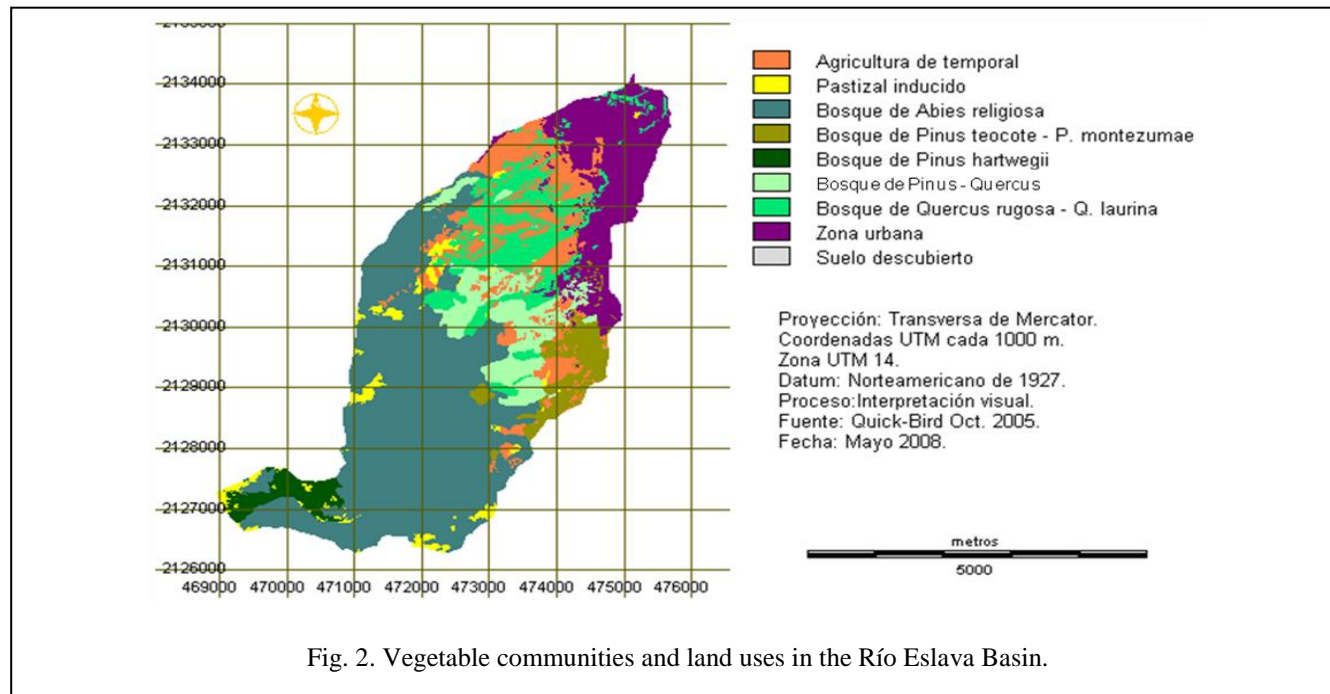 2135000
2134000
2133000
2132000
2131000
2130000
2129000
2128000
2127000
2126000
469000 470000 471000 472000 473000 474000 475000 476000
Agricultura de temporal
Pastizal inducido
Bosque de Abies religiosa
Bosque de Pinus teocote - P. montezumae
Bosque de Pinus hartwegii
Bosque de Pinus - Quercus
Bosque de Quercus rugosa - Q. laurina
Zona urbana
Suelo descubierto
Proyección: Transversa de Mercator.
Coordenadas UTM cada 1000 m.
Zona UTM 14.
Datum: Norteamericano de 1927.
Proceso:Interpretación visual.
Fuente: Quick-Bird Oct. 2005.
Fecha: Mayo 2008.
metros
5000
Fig. 2. Vegetable communities and land uses in the Río Eslava Basin.